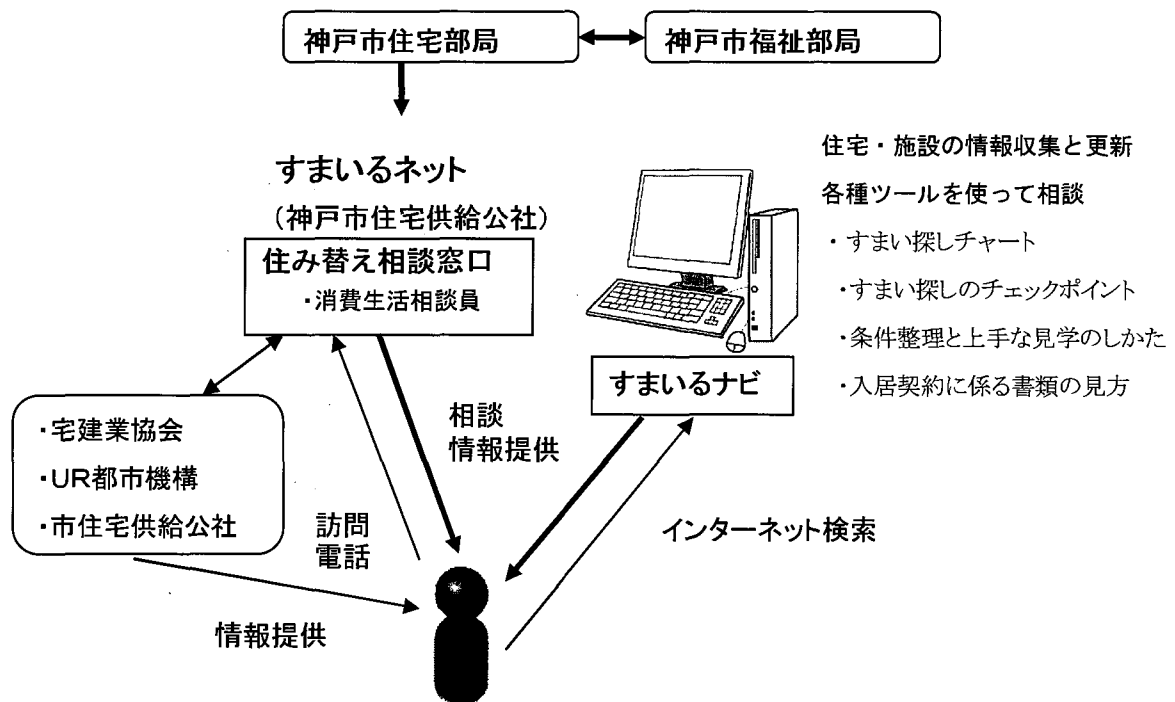 神戸市住宅部局
神戸市福祉部局
すまいるネット
（神戸市住宅供給公社）
住み替え相談窓口
・消費生活相談員
住宅・施設の情報収集と更新
各種ツールを使って相談
・すまい探しチャート
・すまい探しのチェックポイント
・条件整理と上手な見学のしかた
・入居契約に係る書類の見方
すまいるナビ
・宅建業協会
・UR都市機構
・市住宅供給公社
相談
情報提供
訪問
電話
インターネット検索
情報提供